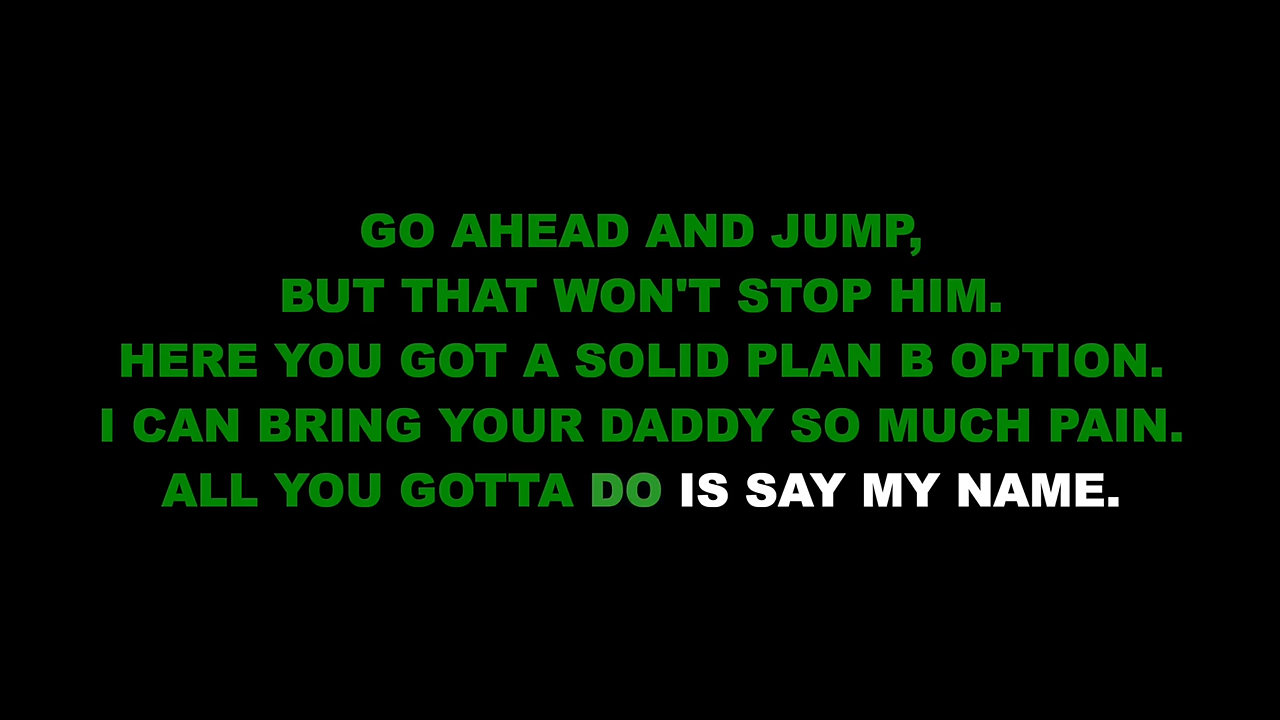 GO AHEAD AND JUMP,
BUT THAT WON'T STOP HIM.
HERE YOU GOT A SOLID PLAN B OPTION.
I CAN BRING YOUR DADDY SO MUCH PAIN.
ALL YOU GOTTA DO IS SAY MY NAME.